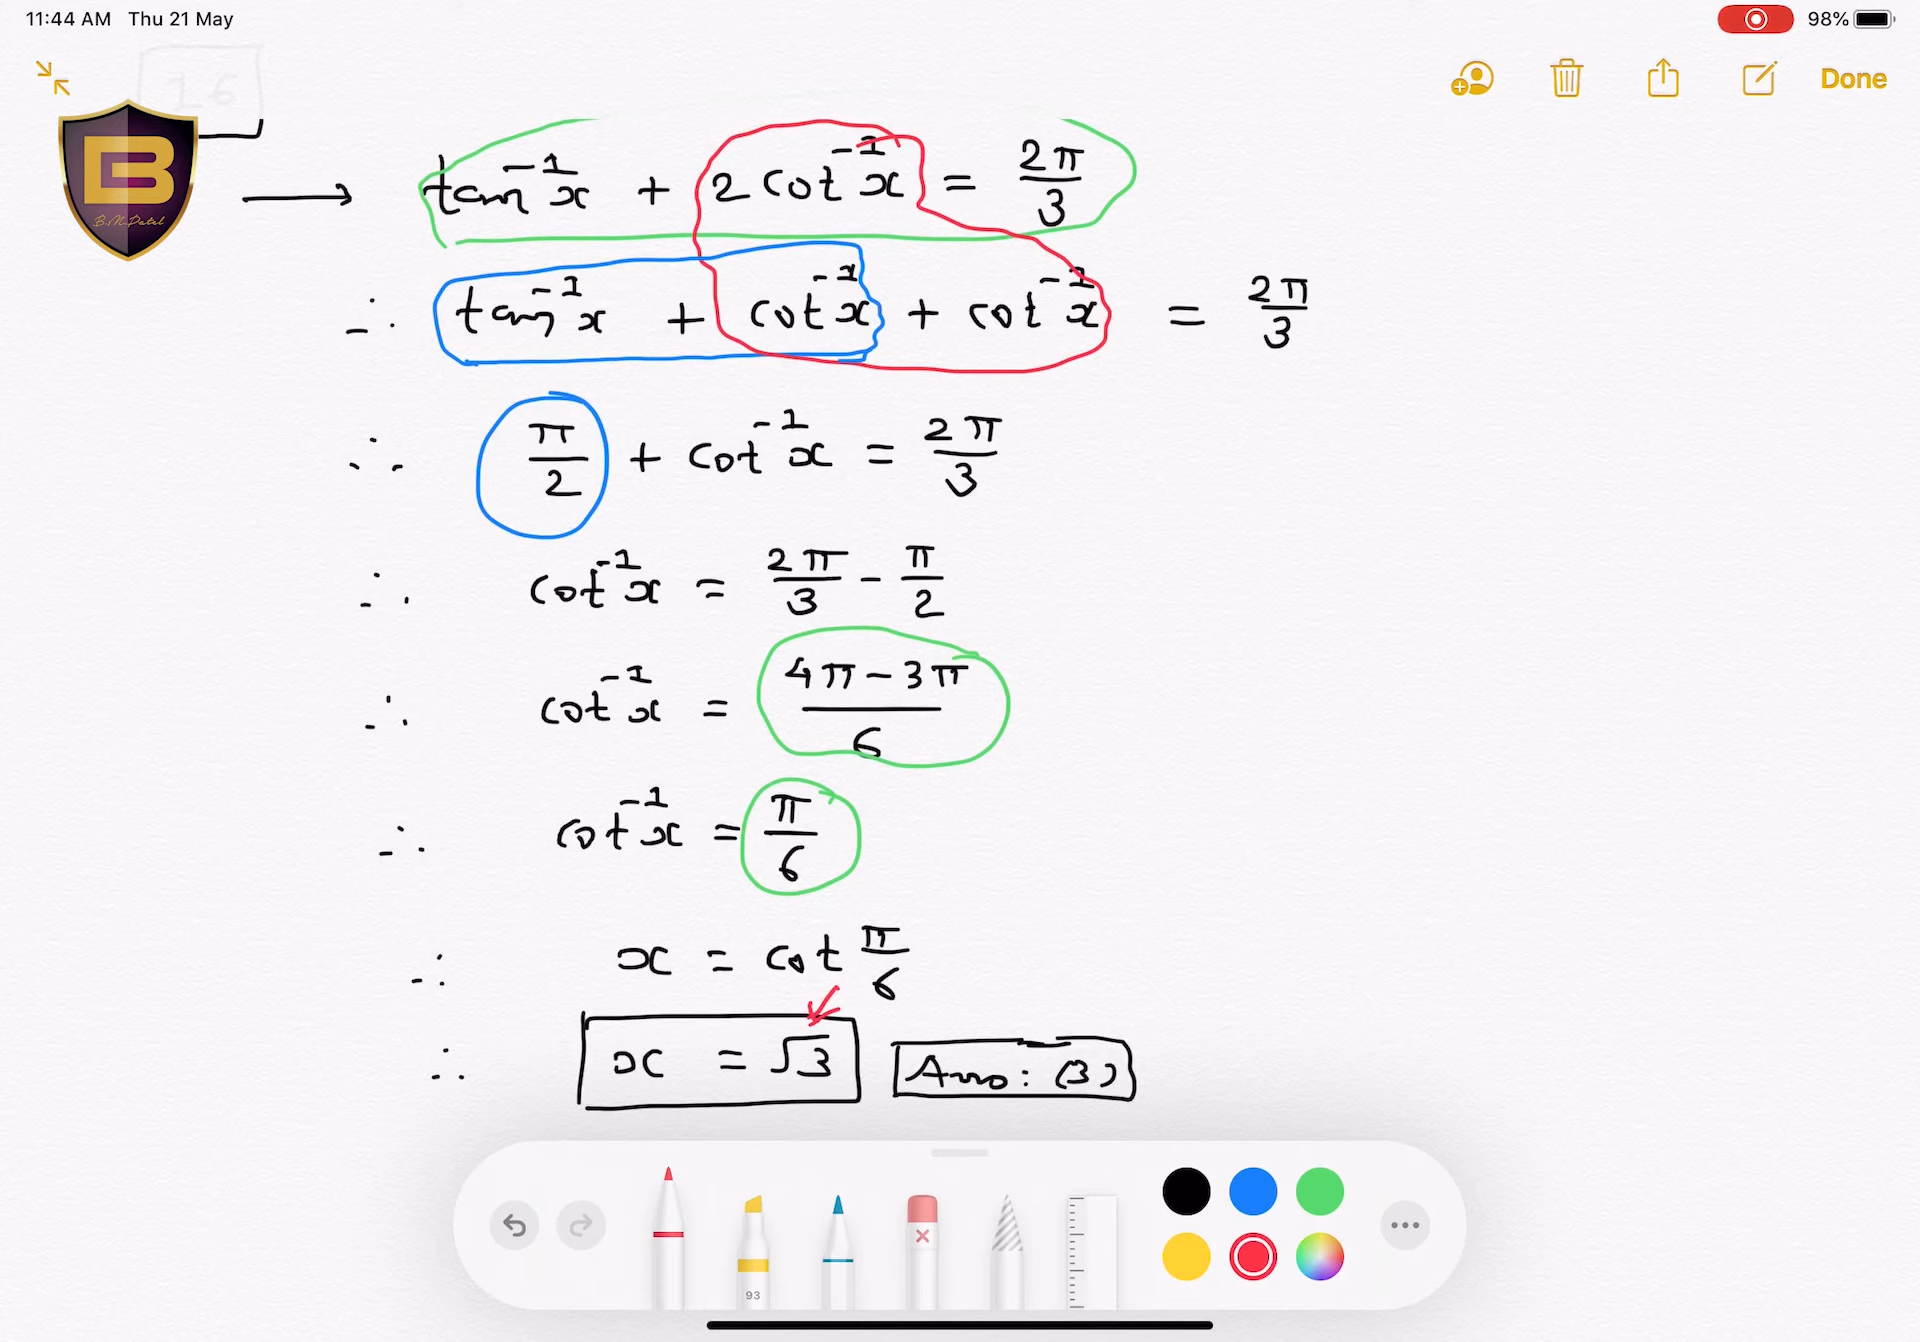 11:44 AM Thu 21 May 98%
16
Done
B
B.M.Patel
→ tan⁻¹x + 2 cot⁻¹x = 2π/3
∴ tan⁻¹x + cot⁻¹x + cot⁻¹x = 2π/3
∴ π/2 + cot⁻¹x = 2π/3
∴ cot⁻¹x = 2π/3 - π/2
∴ cot⁻¹x = (4π - 3π)/6
∴ cot⁻¹x = π/6
∴ x = cot π/6
∴ x = √3 Ans: (B)
93